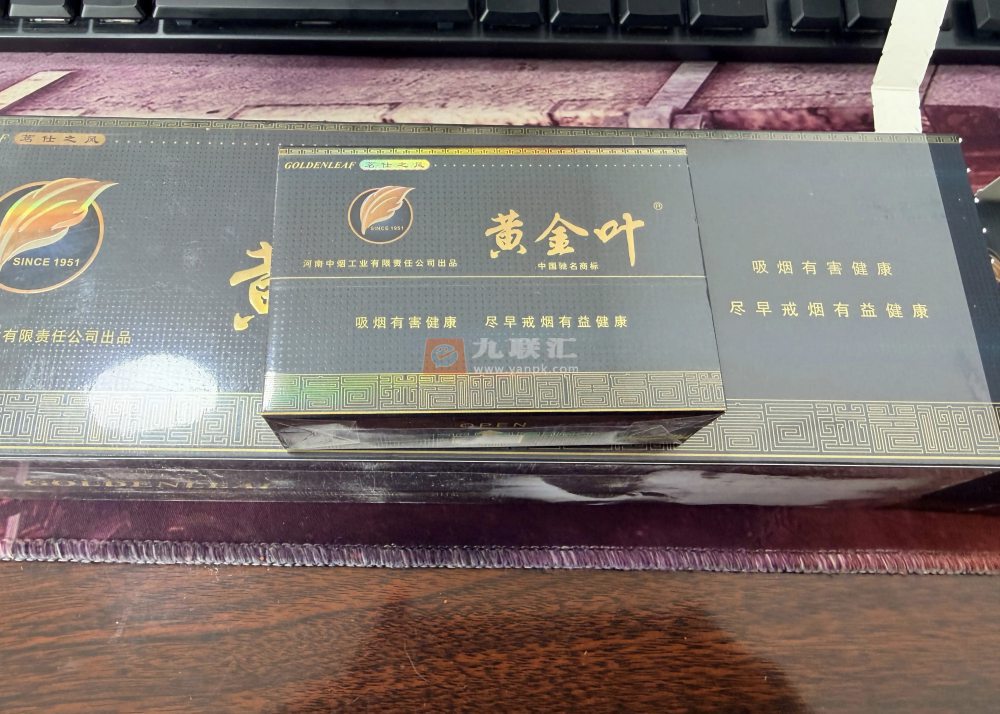 茗仕之风
SINCE 1951
有限责任公司出品
黄
GOLDENLEAF 茗仕之风
SINCE 1951
河南中烟工业有限责任公司出品
黄金叶®
中国驰名商标
吸烟有害健康 尽早戒烟有益健康
九联汇
www.yanpk.com
OPEN
吸烟有害健康
尽早戒烟有益健康
GOLDENLEAF